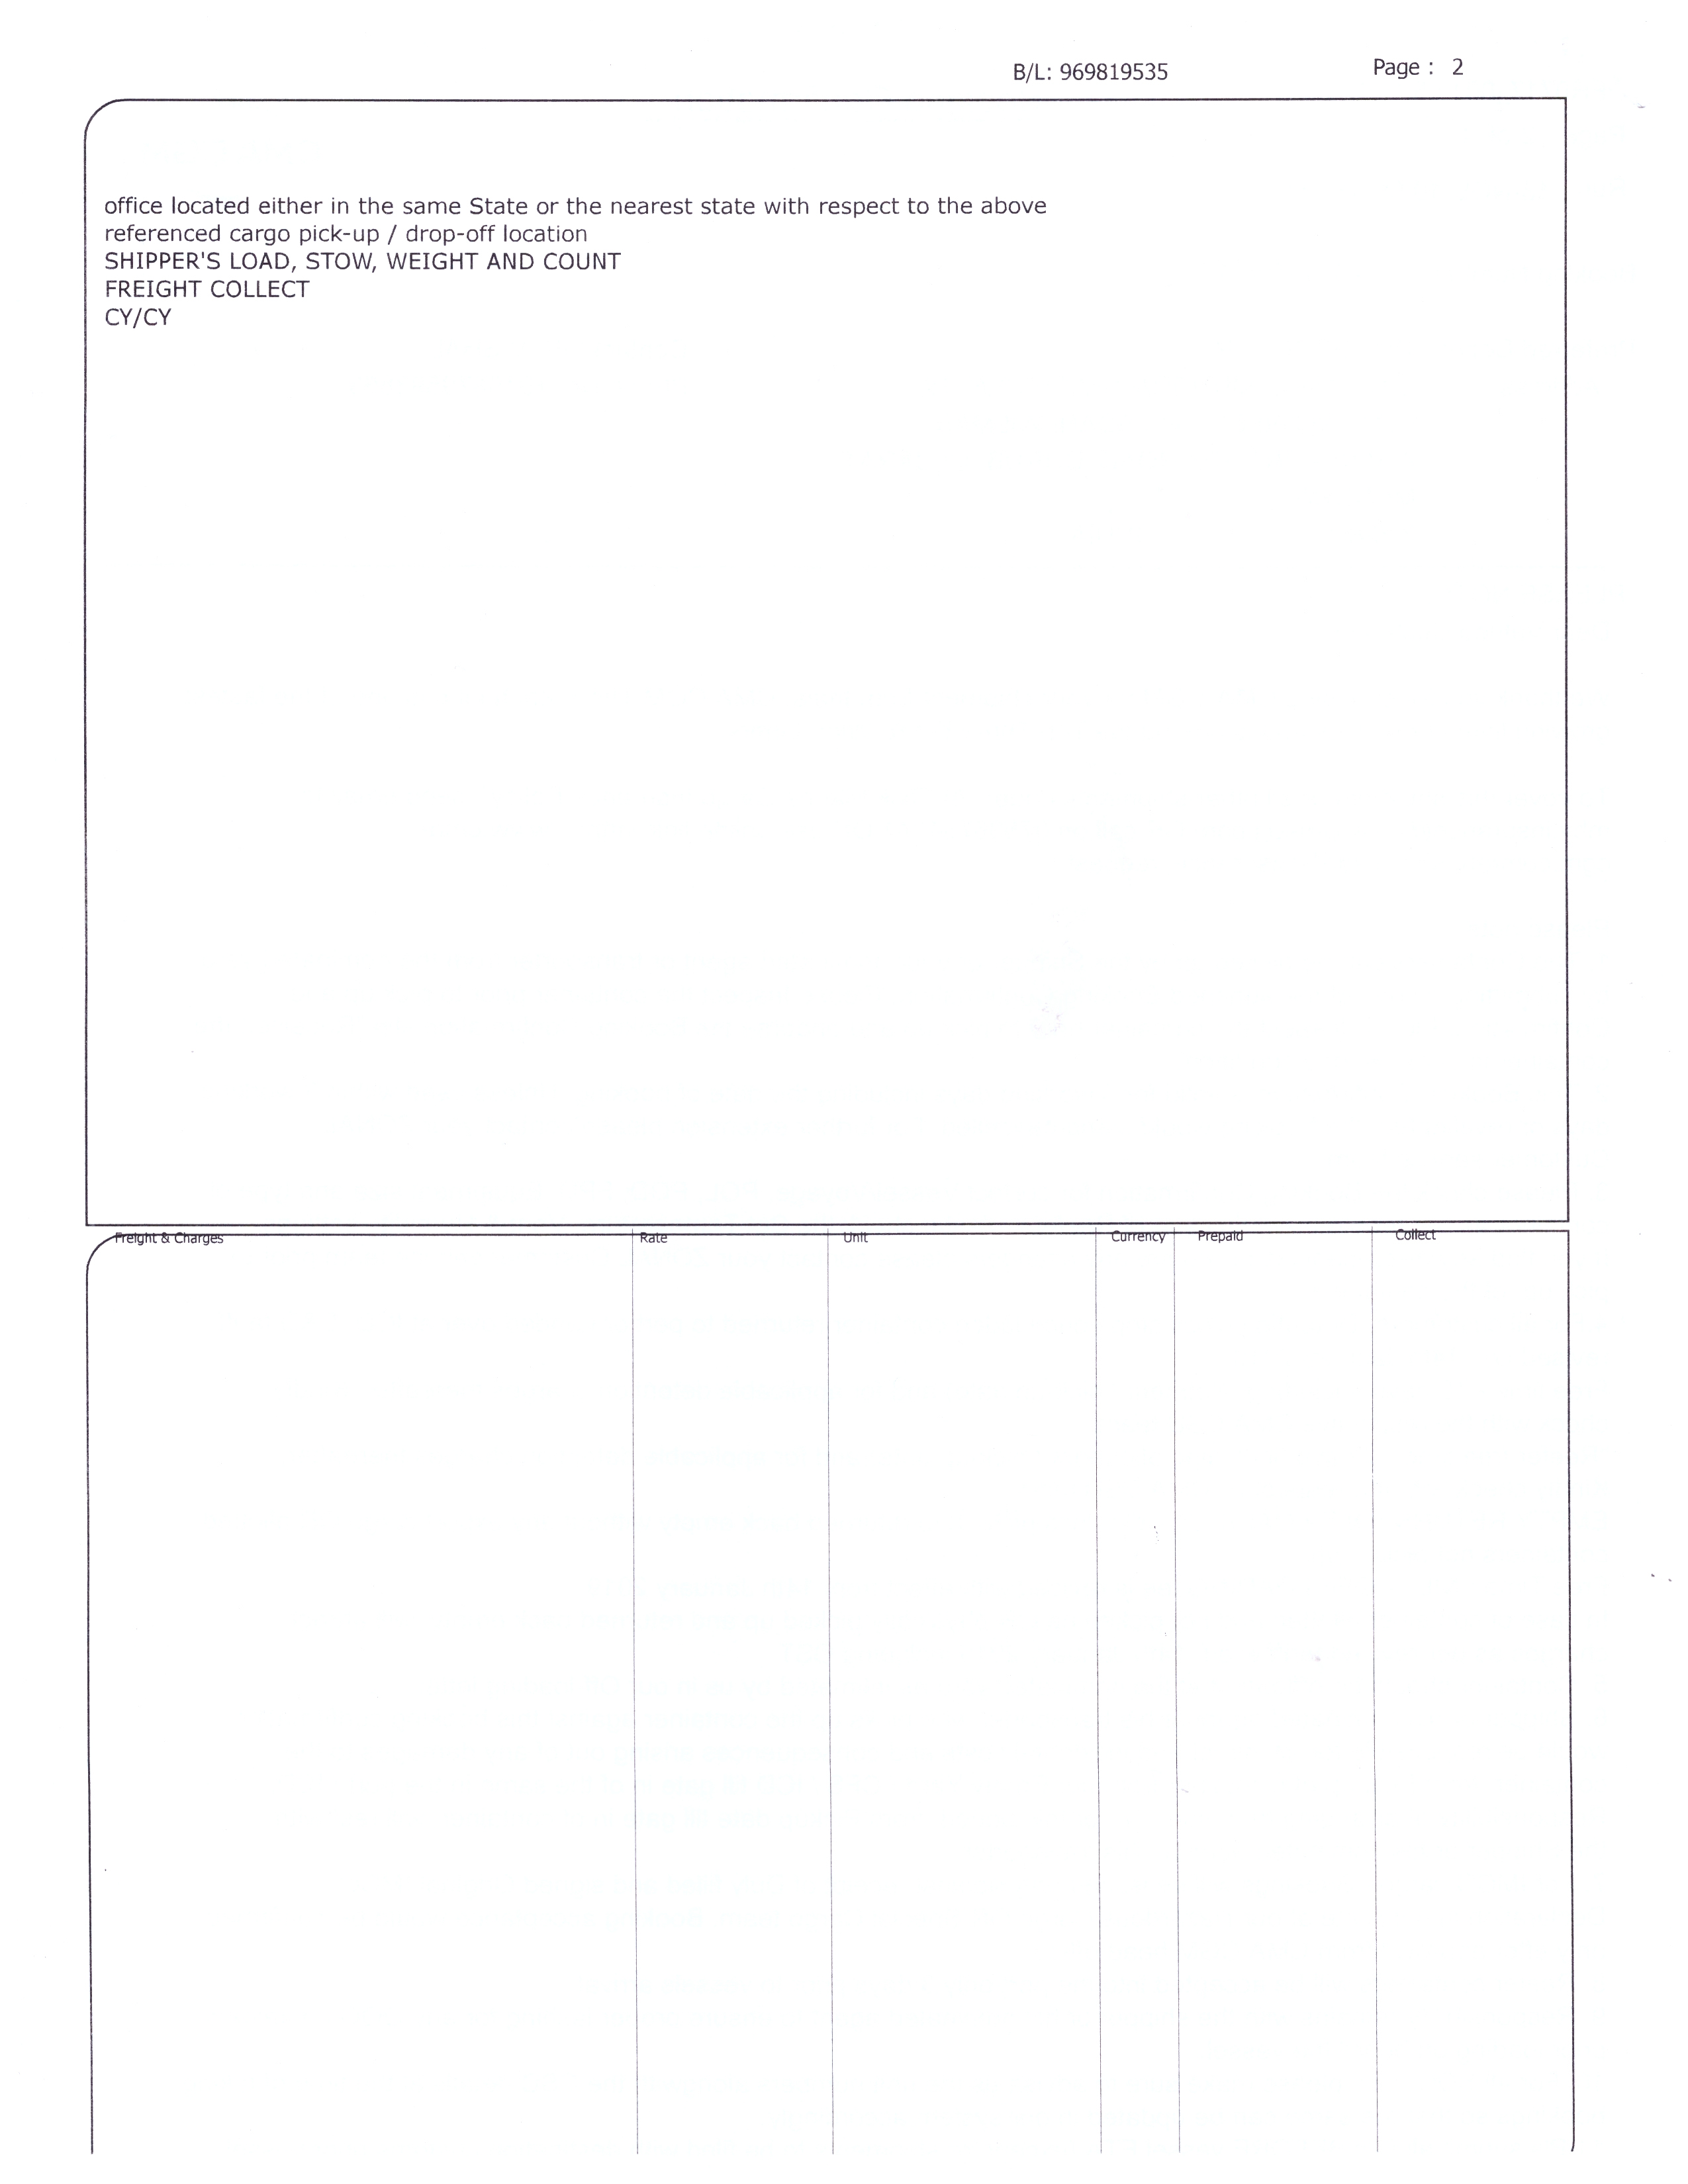 B/L: 969819535 Page : 2
office located either in the same State or the nearest state with respect to the above
referenced cargo pick-up / drop-off location
SHIPPER'S LOAD, STOW, WEIGHT AND COUNT
FREIGHT COLLECT
CY/CY
Freight & Charges Rate Unit Currency Prepaid Collect